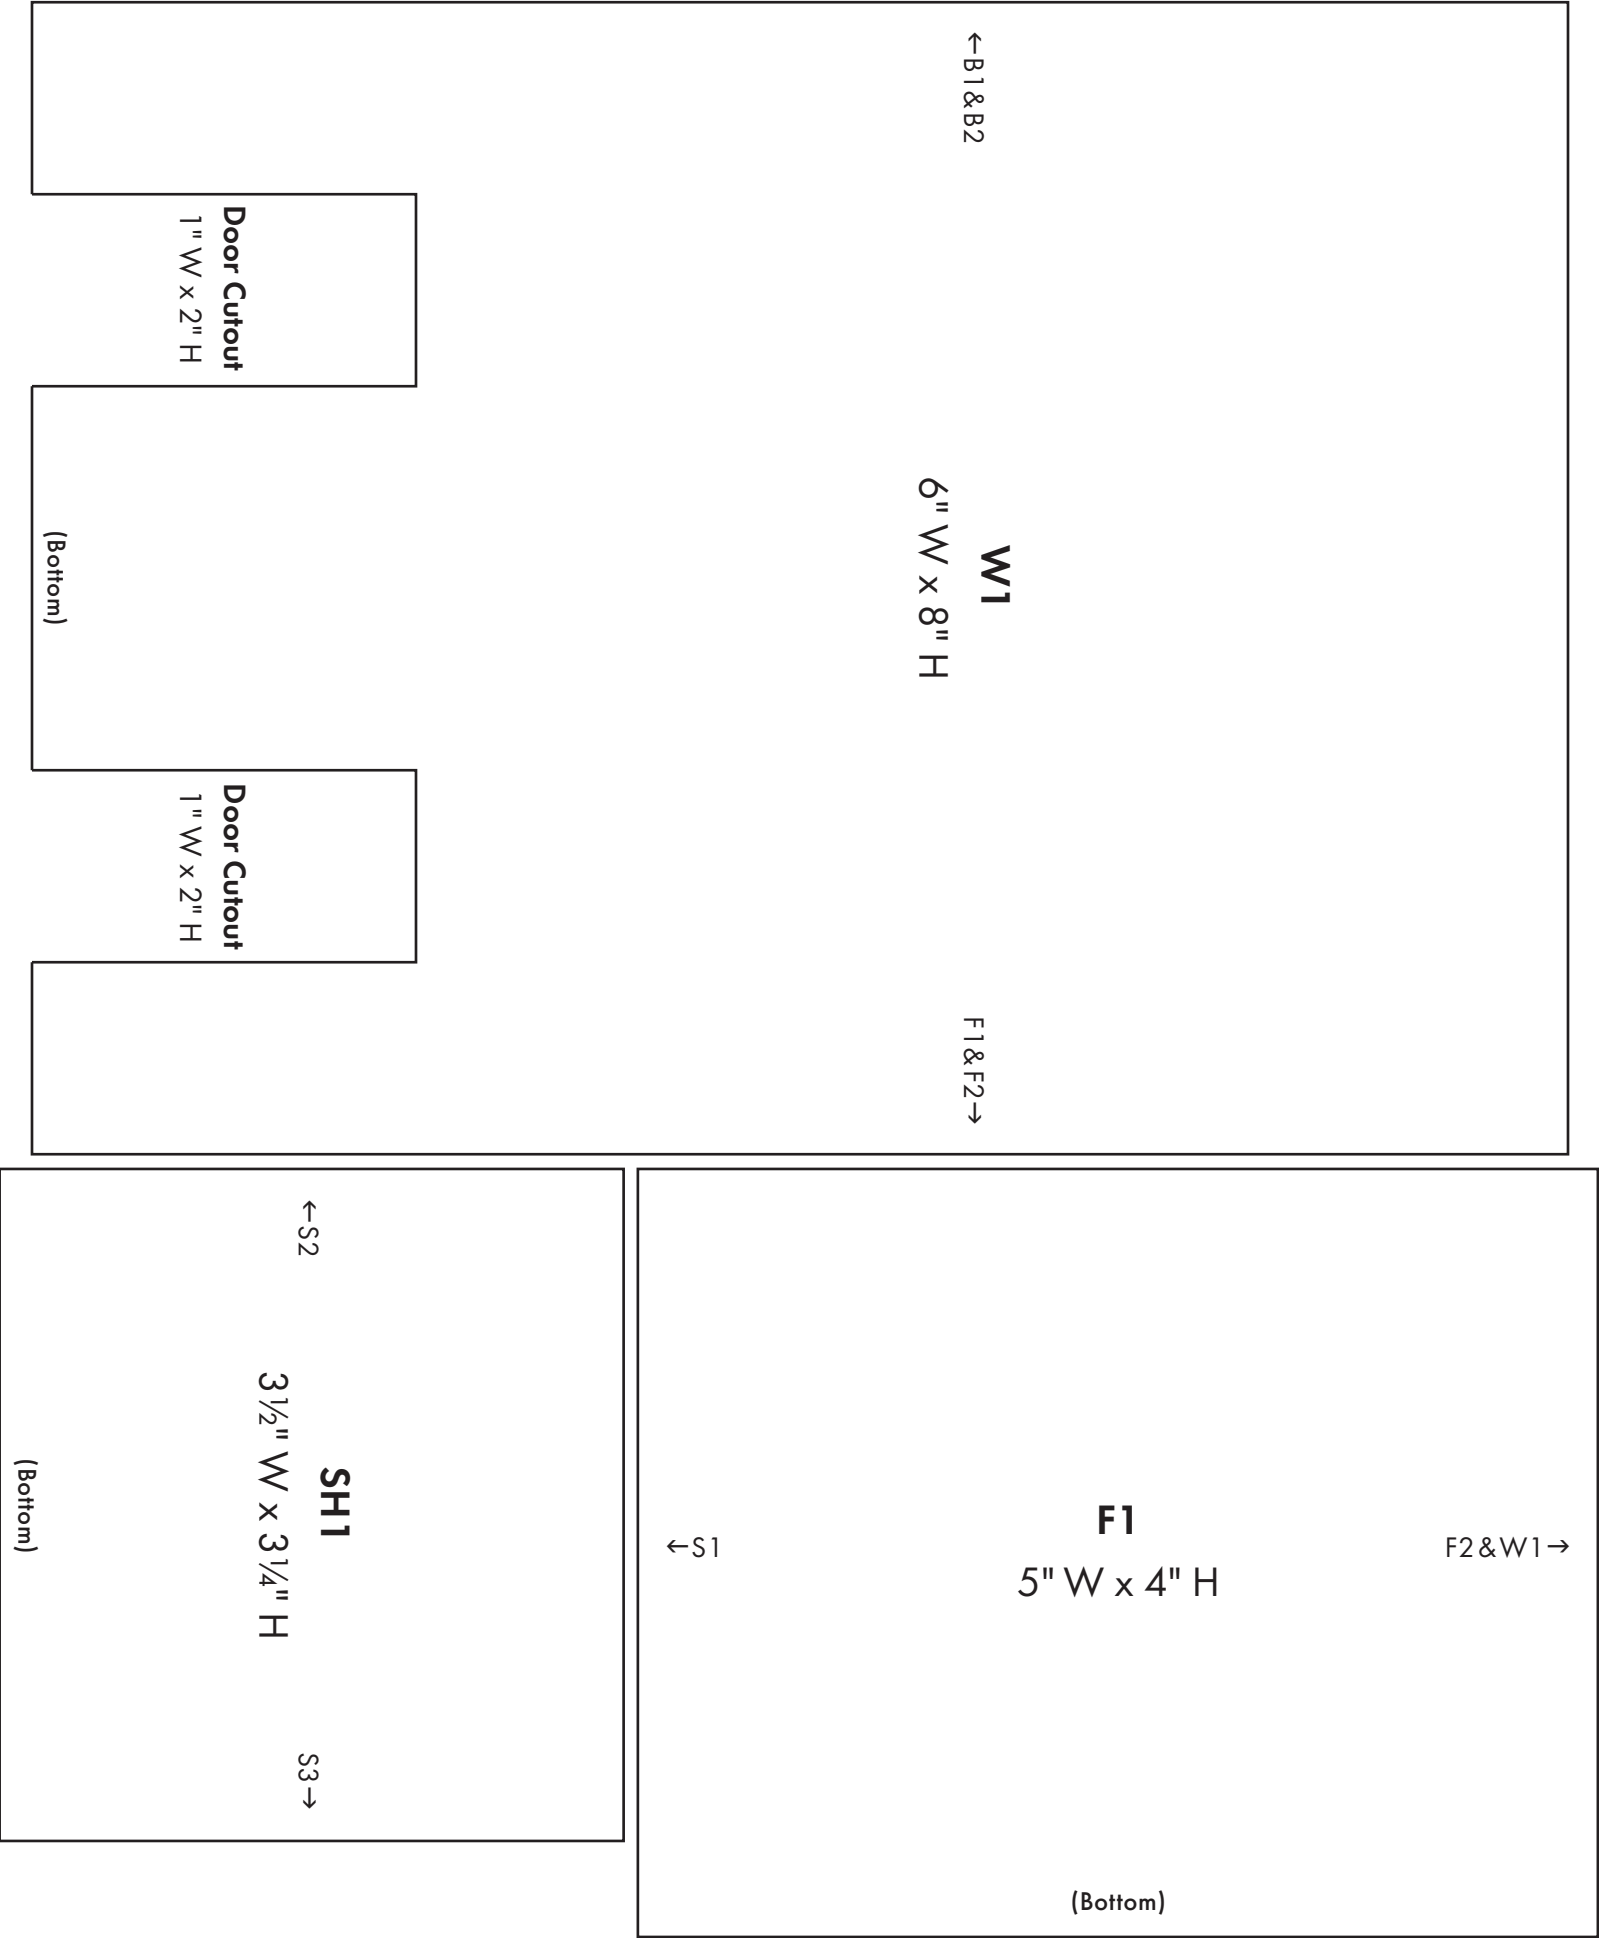 ←B1&B2
W1
6" W x 8" H
F1&F2→
Door Cutout
1" W x 2" H
Door Cutout
1" W x 2" H
(Bottom)
←S2
SH1
3½" W x 3¼" H
S3→
(Bottom)
F1
5" W x 4" H
←S1
F2&W1→
(Bottom)